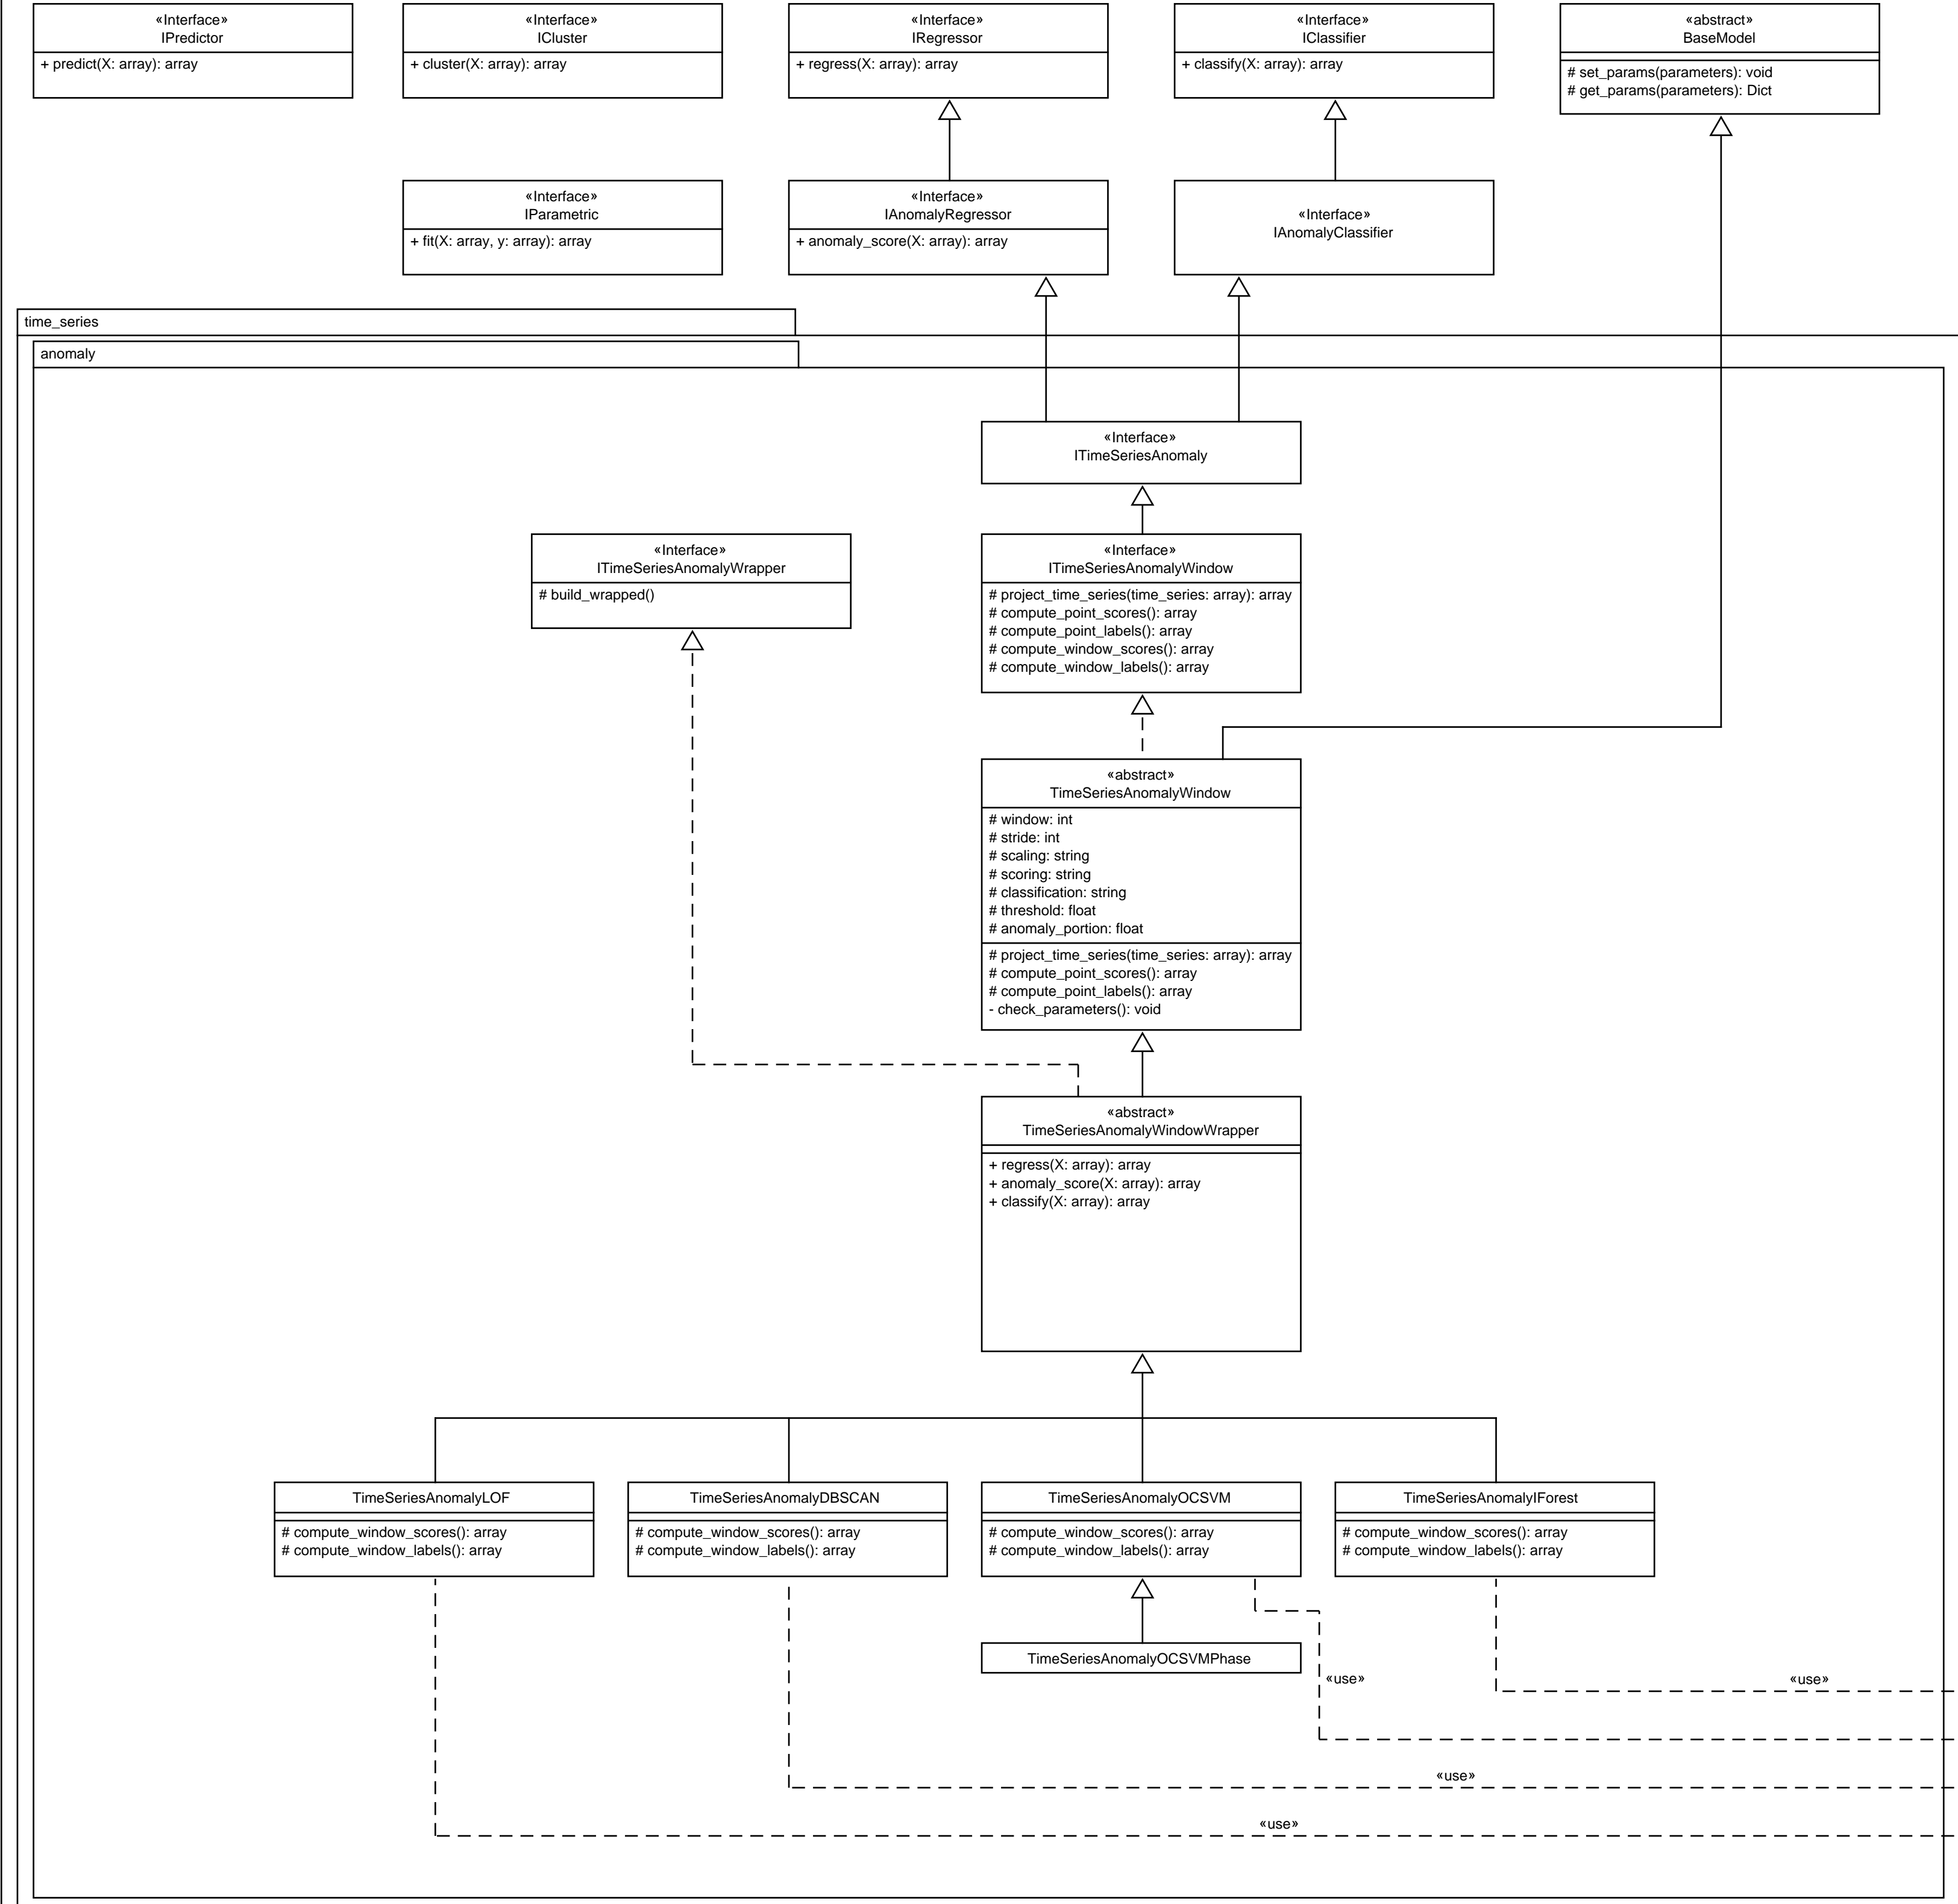 «Interface»
IPredictor
+ predict(X: array): array
«Interface»
ICluster
+ cluster(X: array): array
«Interface»
IRegressor
+ regress(X: array): array
«Interface»
IClassifier
+ classify(X: array): array
«abstract»
BaseModel
# set_params(parameters): void
# get_params(parameters): Dict
«Interface»
IParametric
+ fit(X: array, y: array): array
«Interface»
IAnomalyRegressor
+ anomaly_score(X: array): array
«Interface»
IAnomalyClassifier
time_series
anomaly
«Interface»
ITimeSeriesAnomaly
«Interface»
ITimeSeriesAnomalyWrapper
# build_wrapped()
«Interface»
ITimeSeriesAnomalyWindow
# project_time_series(time_series: array): array
# compute_point_scores(): array
# compute_point_labels(): array
# compute_window_scores(): array
# compute_window_labels(): array
«abstract»
TimeSeriesAnomalyWindow
# window: int
# stride: int
# scaling: string
# scoring: string
# classification: string
# threshold: float
# anomaly_portion: float
# project_time_series(time_series: array): array
# compute_point_scores(): array
# compute_point_labels(): array
- check_parameters(): void
«abstract»
TimeSeriesAnomalyWindowWrapper
+ regress(X: array): array
+ anomaly_score(X: array): array
+ classify(X: array): array
TimeSeriesAnomalyLOF
# compute_window_scores(): array
# compute_window_labels(): array
TimeSeriesAnomalyDBSCAN
# compute_window_scores(): array
# compute_window_labels(): array
TimeSeriesAnomalyOCSVM
# compute_window_scores(): array
# compute_window_labels(): array
TimeSeriesAnomalyIForest
# compute_window_scores(): array
# compute_window_labels(): array
TimeSeriesAnomalyOCSVMPhase
«use»
«use»
«use»
«use»